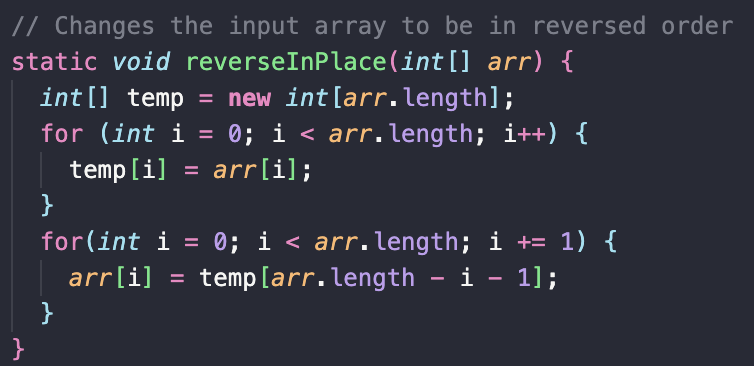 // Changes the input array to be in reversed order
static void reverseInPlace(int[] arr) {
  int[] temp = new int[arr.length];
  for (int i = 0; i < arr.length; i++) {
    temp[i] = arr[i];
  }
  for(int i = 0; i < arr.length; i += 1) {
    arr[i] = temp[arr.length - i - 1];
  }
}